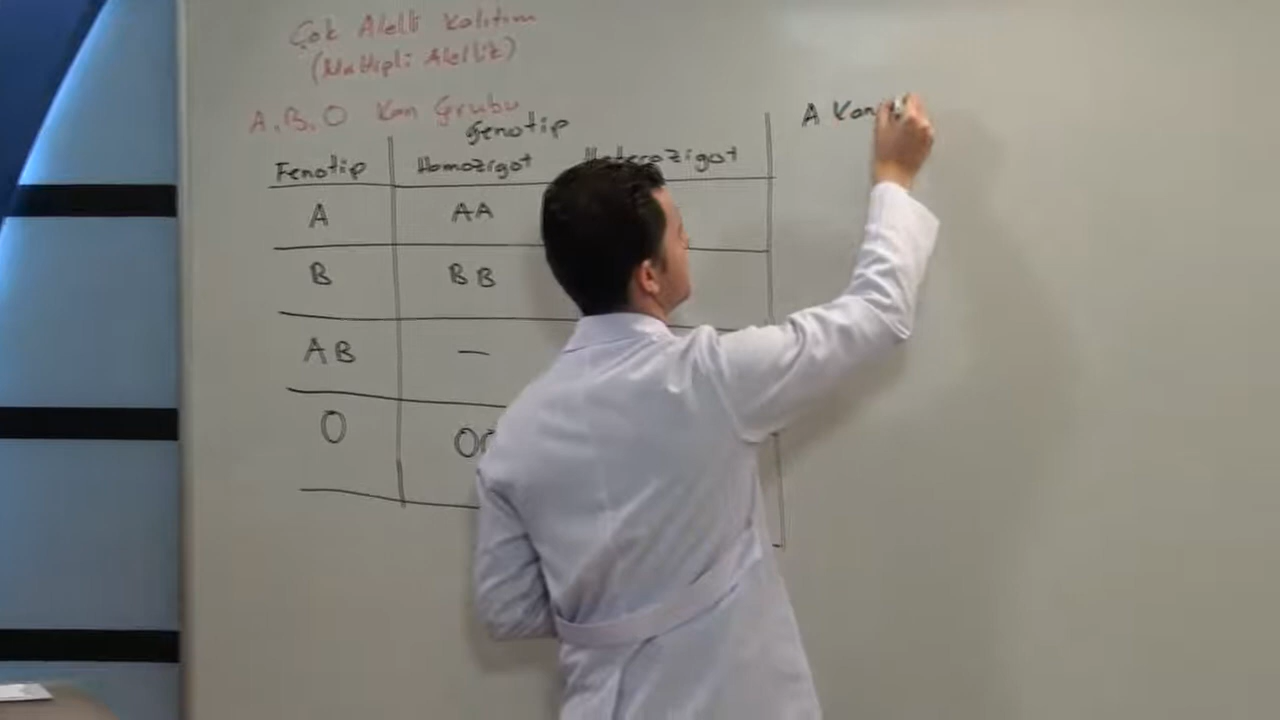 Çok Alelli Kalıtım
(Multipli Alellik)
A, B, O Kan Grubu
Genotip
Fenotip Homozigot Heterozigot
A AA
B BB
AB —
O
A Kan